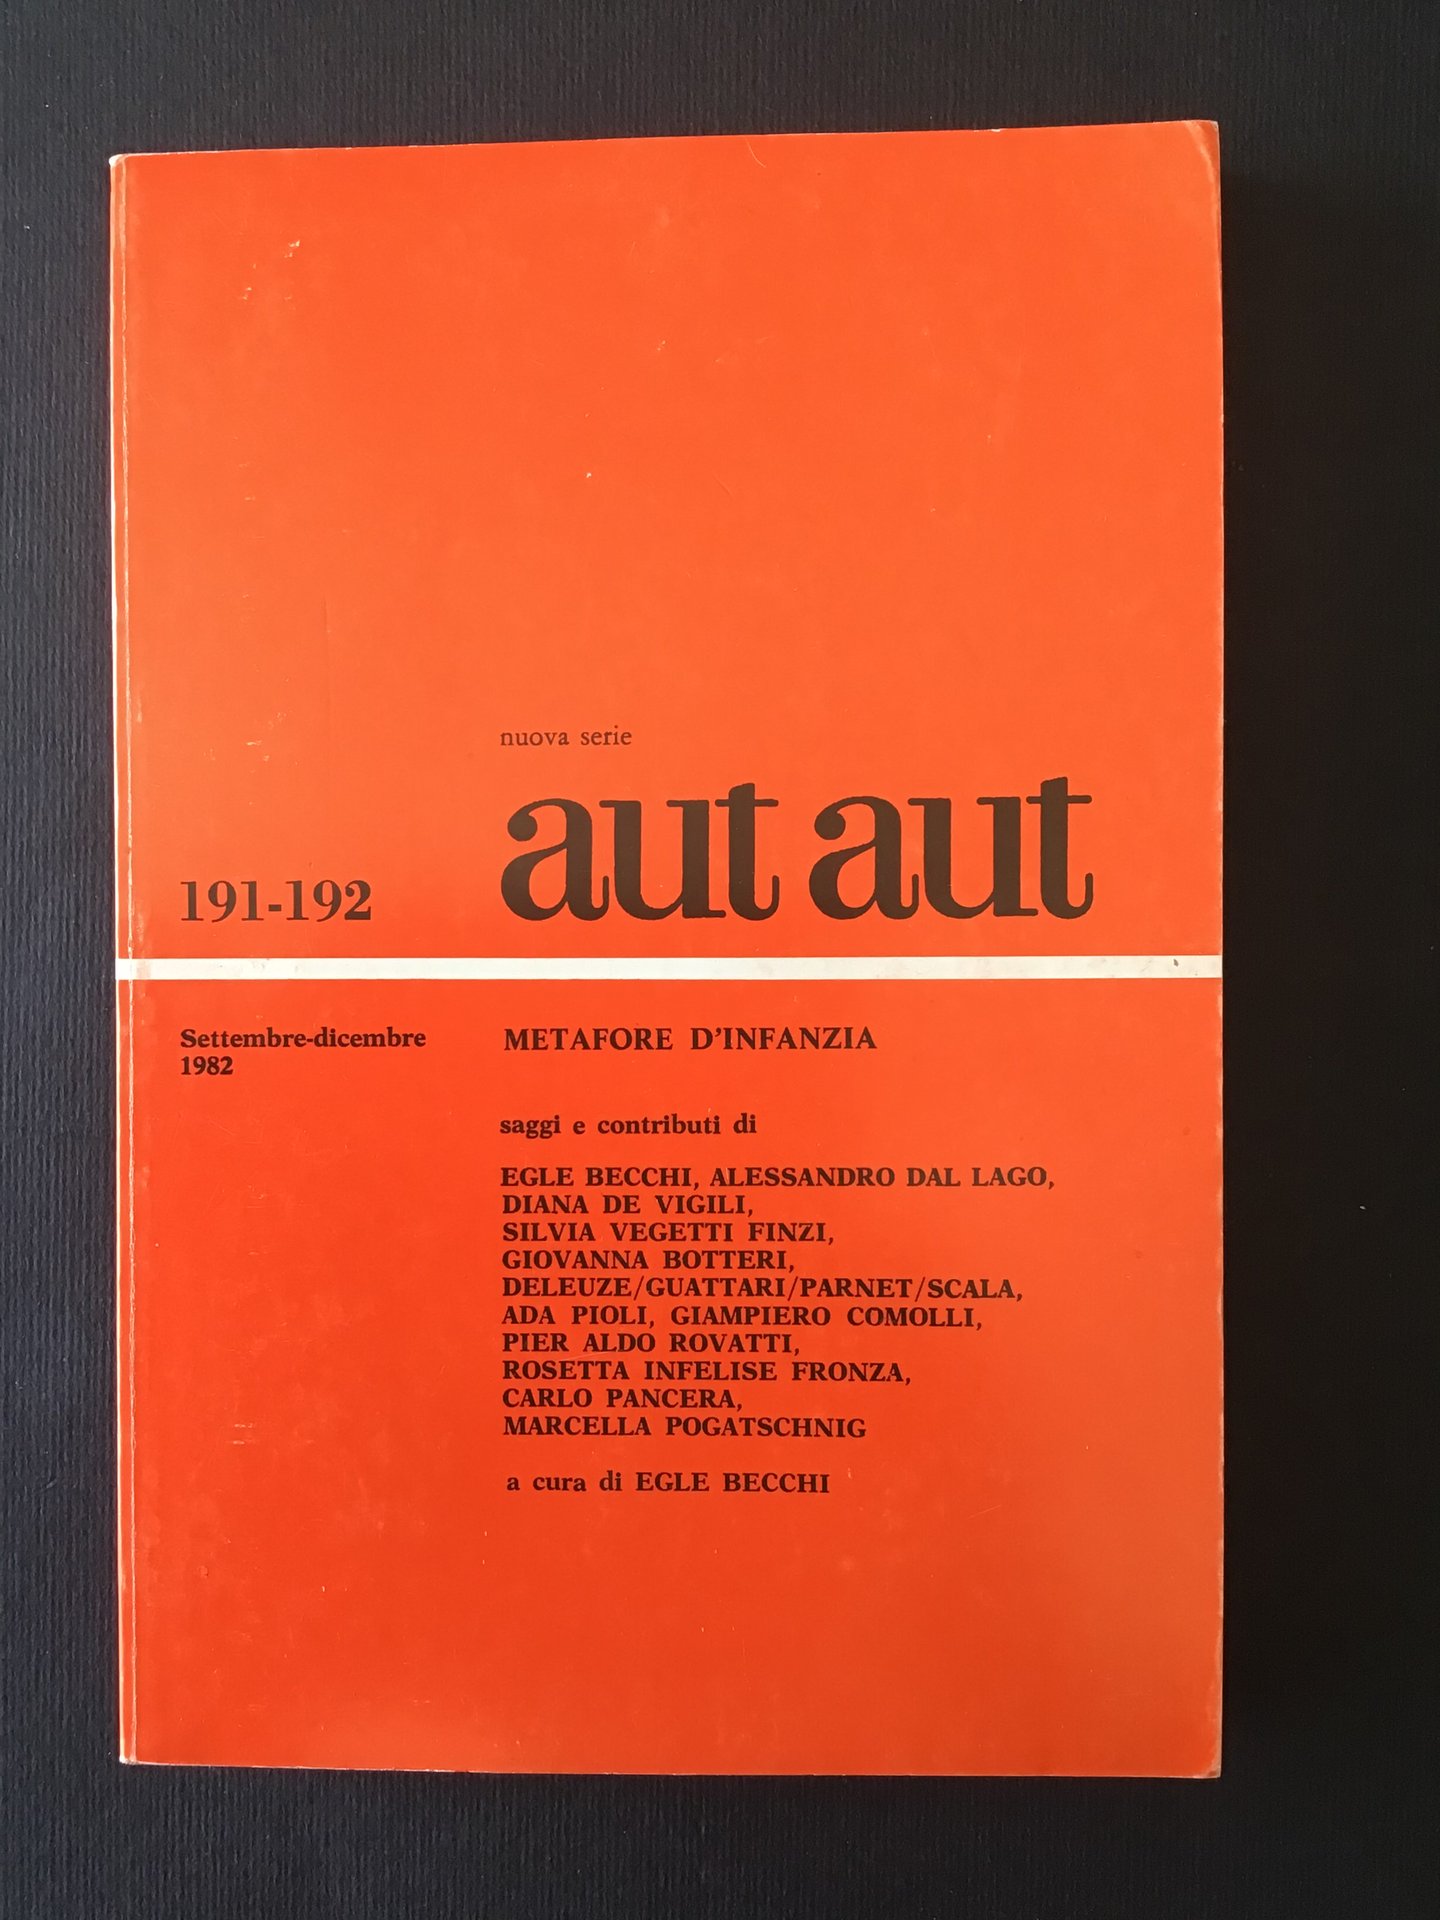 nuova serie
aut aut
191-192
Settembre-dicembre
1982
METAFORE D'INFANZIA
saggi e contributi di
EGLE BECCHI, ALESSANDRO DAL LAGO,
DIANA DE VIGILI,
SILVIA VEGETTI FINZI,
GIOVANNA BOTTERI,
DELEUZE/GUATTARI/PARNET/SCALA,
ADA PIOLI, GIAMPIERO COMOLLI,
PIER ALDO ROVATTI,
ROSETTA INFELISE FRONZA,
CARLO PANCERA,
MARCELLA POGATSCHNIG
a cura di EGLE BECCHI